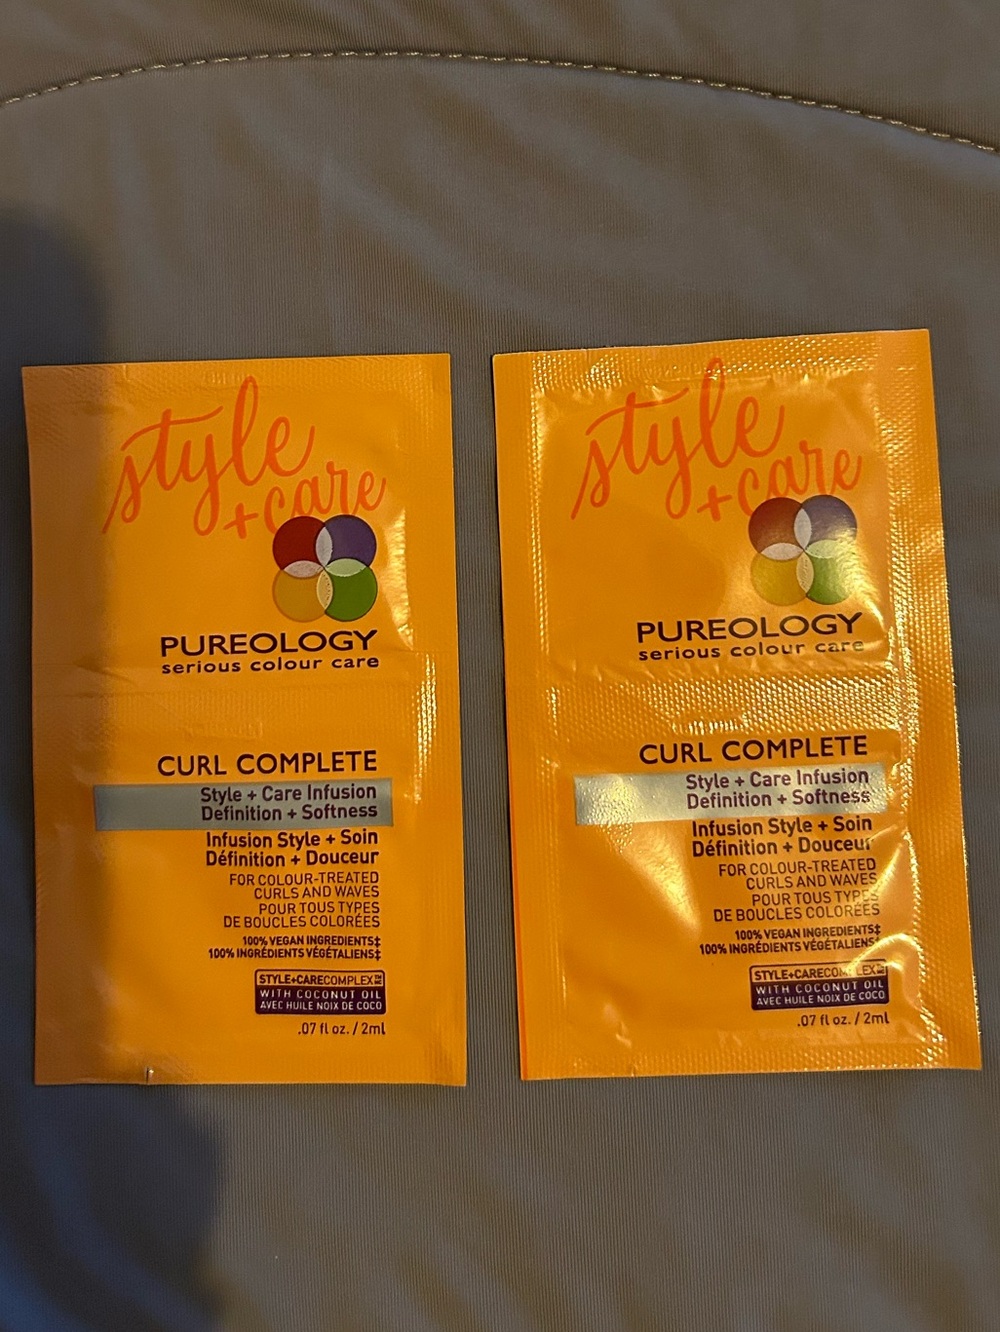 style
+care
PUREOLOGY
serious colour care
CURL COMPLETE
Style + Care Infusion
Definition + Softness
Infusion Style + Soin
Définition + Douceur
FOR COLOUR-TREATED
CURLS AND WAVES
POUR TOUS TYPES
DE BOUCLES COLORÉES
100% VEGAN INGREDIENTS‡
100% INGRÉDIENTS VÉGÉTALIENS‡
STYLE+CARECOMPLEX™
WITH COCONUT OIL
AVEC HUILE NOIX DE COCO
.07 fl oz. / 2mL
style
+care
PUREOLOGY
serious colour care
CURL COMPLETE
Style + Care Infusion
Definition + Softness
Infusion Style + Soin
Définition + Douceur
FOR COLOUR-TREATED
CURLS AND WAVES
POUR TOUS TYPES
DE BOUCLES COLORÉES
100% VEGAN INGREDIENTS‡
100% INGRÉDIENTS VÉGÉTALIENS‡
STYLE+CARECOMPLEX™
WITH COCONUT OIL
AVEC HUILE NOIX DE COCO
.07 fl oz. / 2mL